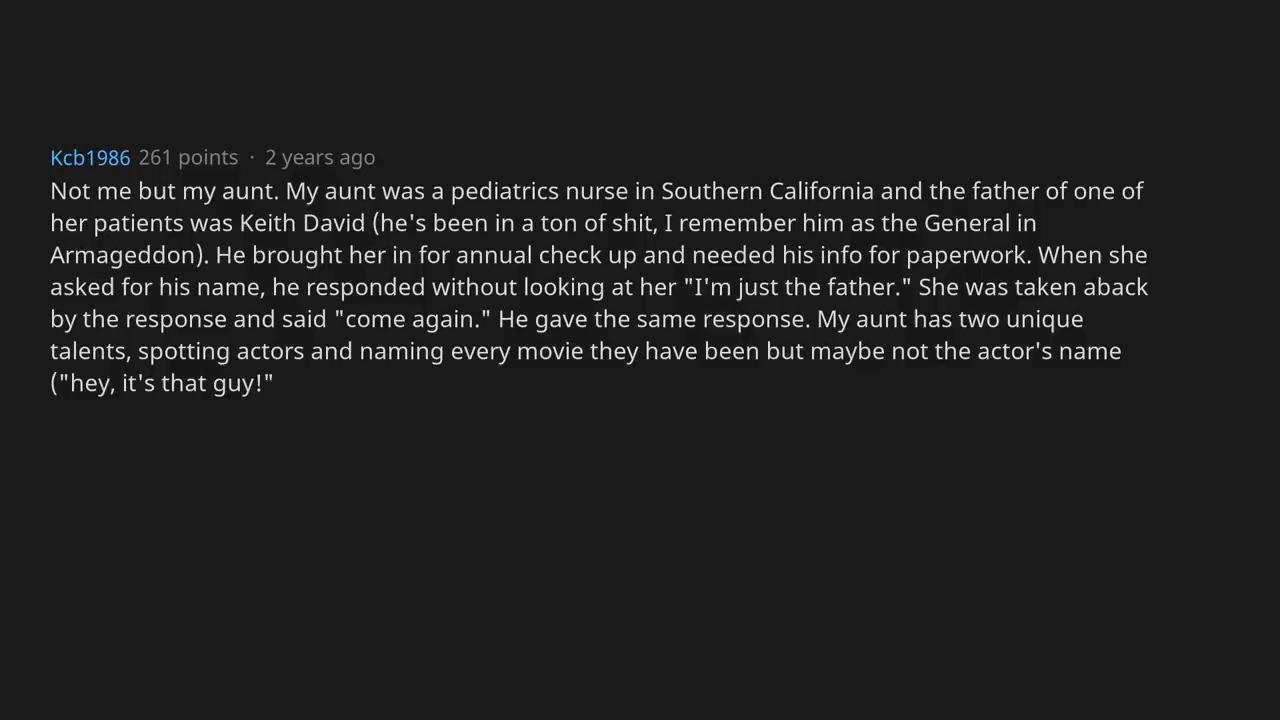 Kcb1986 261 points · 2 years ago
Not me but my aunt. My aunt was a pediatrics nurse in Southern California and the father of one of
her patients was Keith David (he's been in a ton of shit, I remember him as the General in
Armageddon). He brought her in for annual check up and needed his info for paperwork. When she
asked for his name, he responded without looking at her "I'm just the father." She was taken aback
by the response and said "come again." He gave the same response. My aunt has two unique
talents, spotting actors and naming every movie they have been but maybe not the actor's name
("hey, it's that guy!"